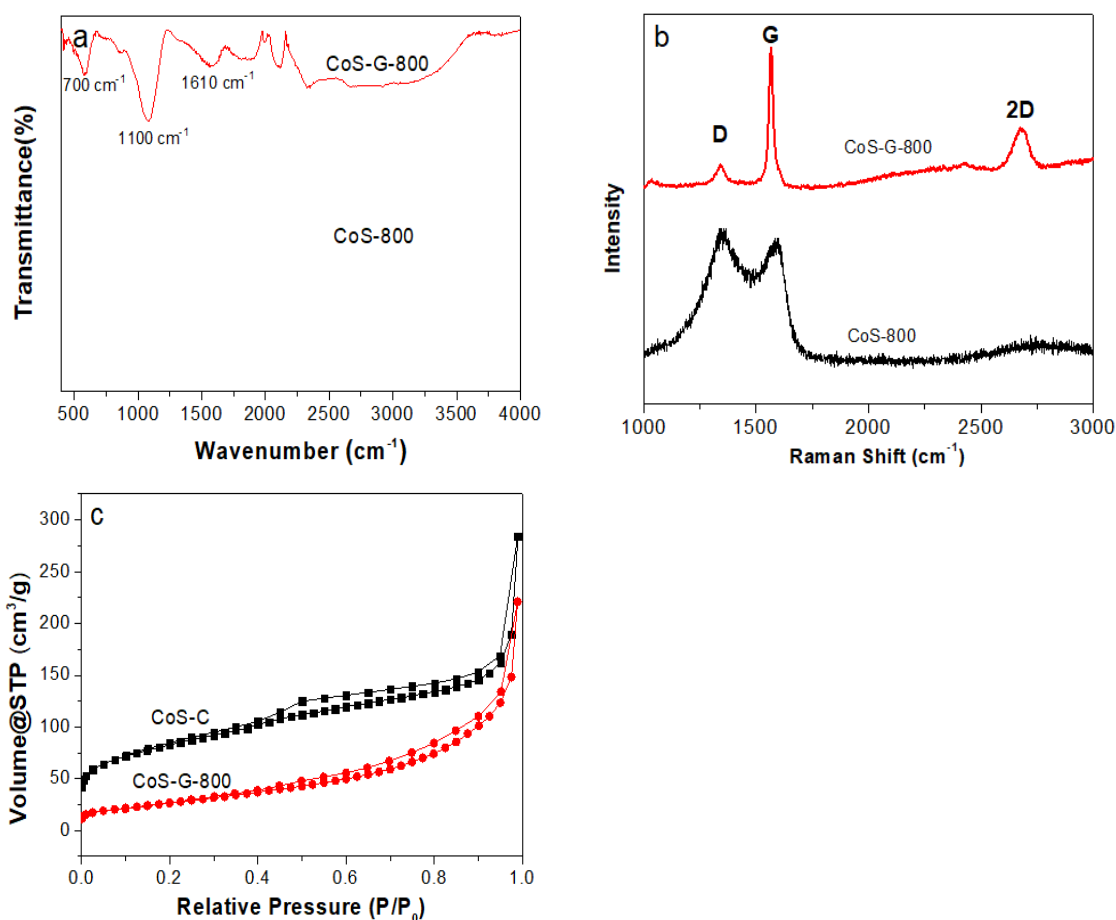 a
CoS-G-800
700 cm⁻¹
1610 cm⁻¹
1100 cm⁻¹
CoS-800
Transmittance(%)
500 1000 1500 2000 2500 3000 3500 4000
Wavenumber (cm⁻¹)
b
G
D
2D
CoS-G-800
CoS-800
Intensity
1000 1500 2000 2500 3000
Raman Shift (cm⁻¹)
c
300
250
200
150
100
50
0
CoS-C
CoS-G-800
Volume@STP (cm³/g)
0.0 0.2 0.4 0.6 0.8 1.0
Relative Pressure (P/P₀)